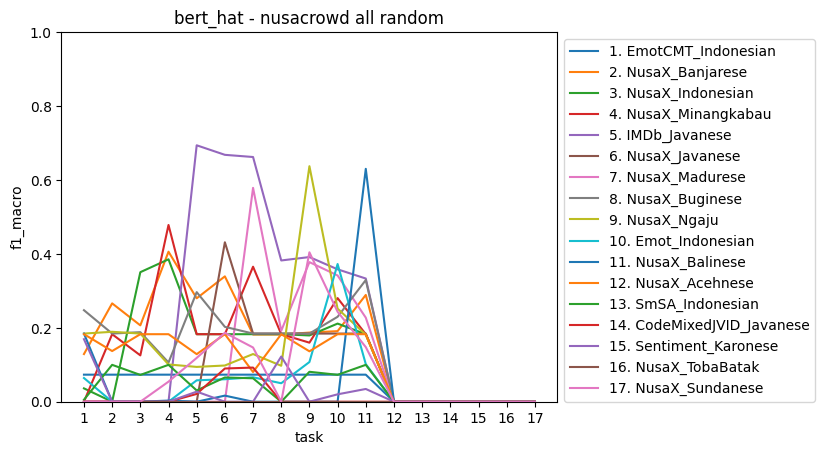 bert_hat - nusacrowd all random
1.0
0.8
0.6
0.4
0.2
0.0
f1_macro
1 2 3 4 5 6 7 8 9 10 11 12 13 14 15 16 17
task
1. EmotCMT_Indonesian
2. NusaX_Banjarese
3. NusaX_Indonesian
4. NusaX_Minangkabau
5. IMDb_Javanese
6. NusaX_Javanese
7. NusaX_Madurese
8. NusaX_Buginese
9. NusaX_Ngaju
10. Emot_Indonesian
11. NusaX_Balinese
12. NusaX_Acehnese
13. SmSA_Indonesian
14. CodeMixedJVID_Javanese
15. Sentiment_Karonese
16. NusaX_TobaBatak
17. NusaX_Sundanese